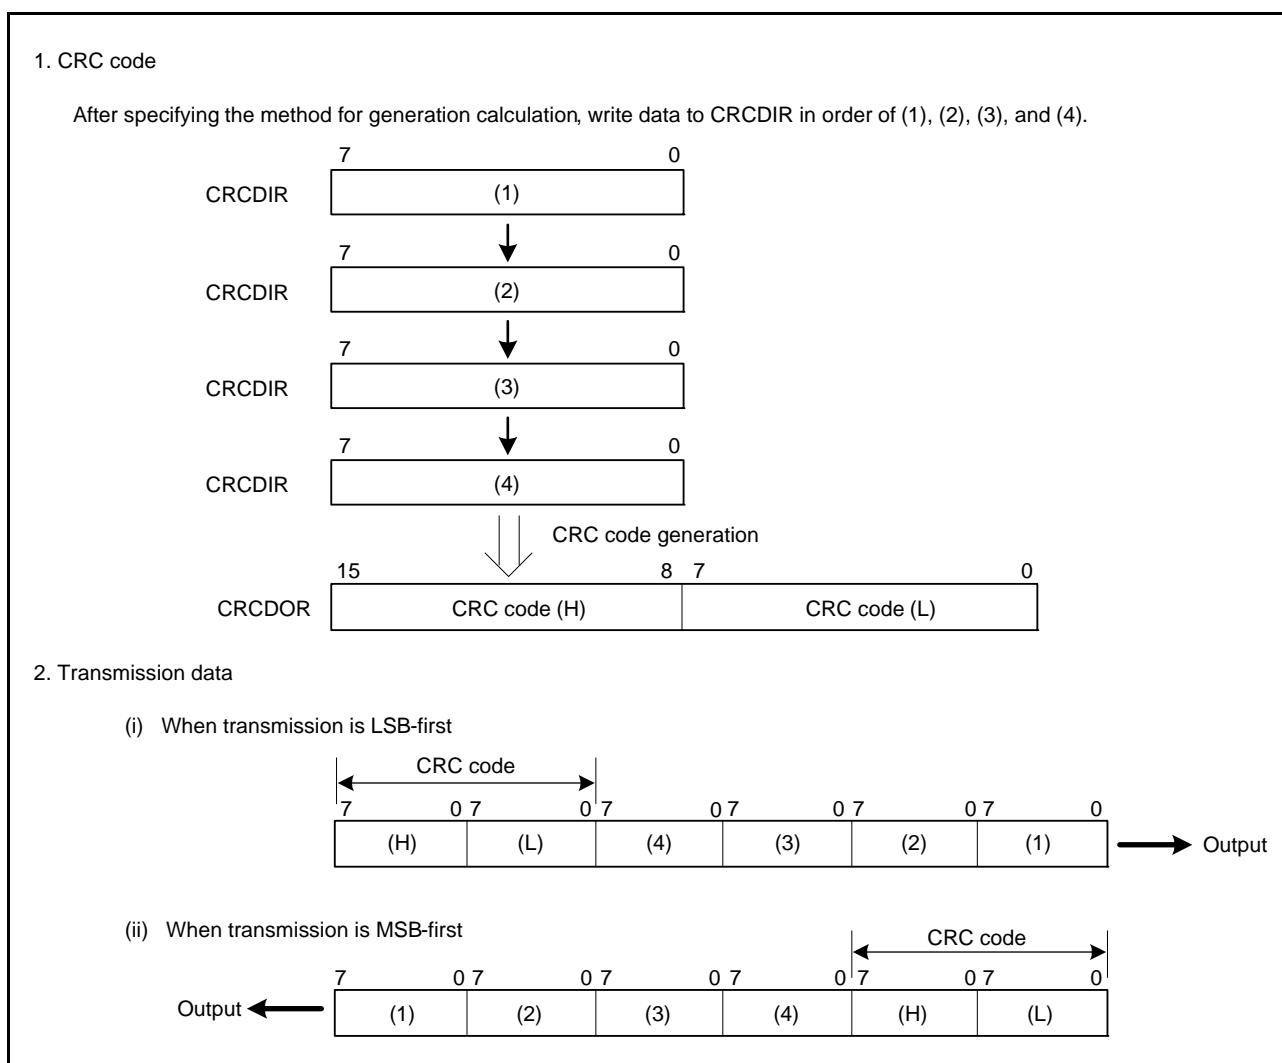 1. CRC code
After specifying the method for generation calculation, write data to CRCDIR in order of (1), (2), (3), and (4).
7 0
CRCDIR (1)
7 0
CRCDIR (2)
7 0
CRCDIR (3)
7 0
CRCDIR (4)
CRC code generation
15 8 7 0
CRCDOR CRC code (H) CRC code (L)
2. Transmission data
(i) When transmission is LSB-first
CRC code
7 0 7 0 7 0 7 0 7 0 7 0
(H) (L) (4) (3) (2) (1) Output
(ii) When transmission is MSB-first
CRC code
7 0 7 0 7 0 7 0 7 0 7 0
Output (1) (2) (3) (4) (H) (L)